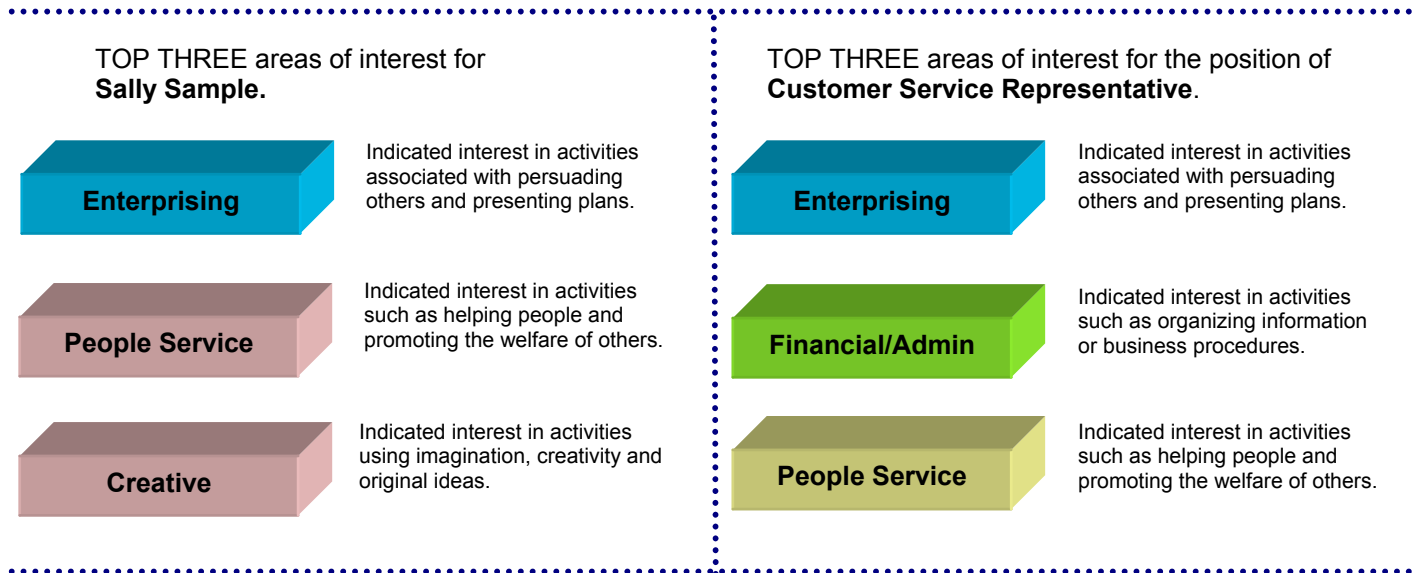 TOP THREE areas of interest for
Sally Sample.
Enterprising
Indicated interest in activities
associated with persuading
others and presenting plans.
People Service
Indicated interest in activities
such as helping people and
promoting the welfare of others.
Creative
Indicated interest in activities
using imagination, creativity and
original ideas.
TOP THREE areas of interest for the position of
Customer Service Representative.
Enterprising
Indicated interest in activities
associated with persuading
others and presenting plans.
Financial/Admin
Indicated interest in activities
such as organizing information
or business procedures.
People Service
Indicated interest in activities
such as helping people and
promoting the welfare of others.